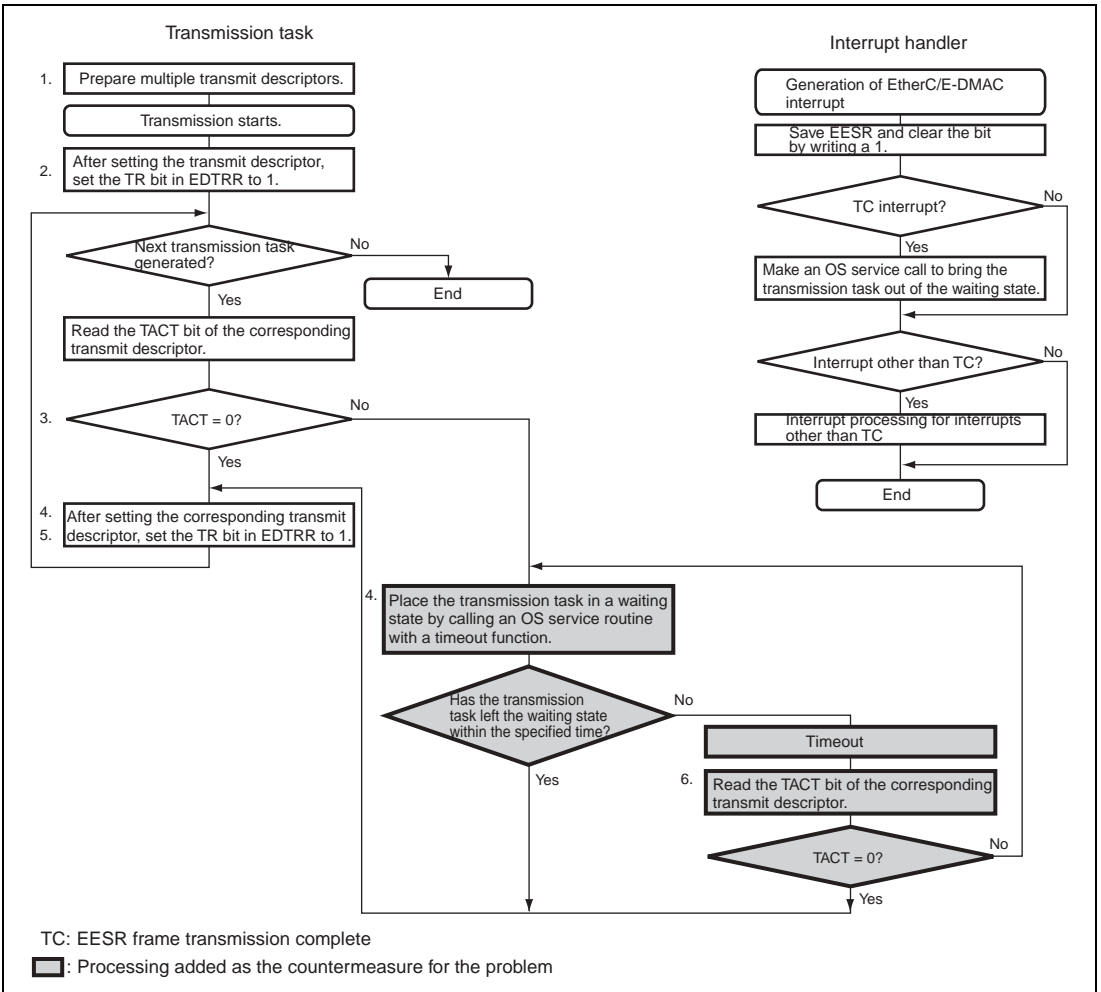 Transmission task
1.
Prepare multiple transmit descriptors.
Transmission starts.
2.
After setting the transmit descriptor,
set the TR bit in EDTRR to 1.
Next transmission task
generated?
No
End
Yes
Read the TACT bit of the corresponding
transmit descriptor.
3.
TACT = 0?
No
Yes
4.
5.
After setting the corresponding transmit
descriptor, set the TR bit in EDTRR to 1.
4.
Place the transmission task in a waiting
state by calling an OS service routine
with a timeout function.
Has the transmission
task left the waiting state
within the specified time?
No
Yes
Timeout
6.
Read the TACT bit of the corresponding
transmit descriptor.
TACT = 0?
No
Yes
Interrupt handler
Generation of EtherC/E-DMAC
interrupt
Save EESR and clear the bit
by writing a 1.
TC interrupt?
No
Yes
Make an OS service call to bring the
transmission task out of the waiting state.
Interrupt other than TC?
No
Yes
Interrupt processing for interrupts
other than TC
End
TC: EESR frame transmission complete
: Processing added as the countermeasure for the problem